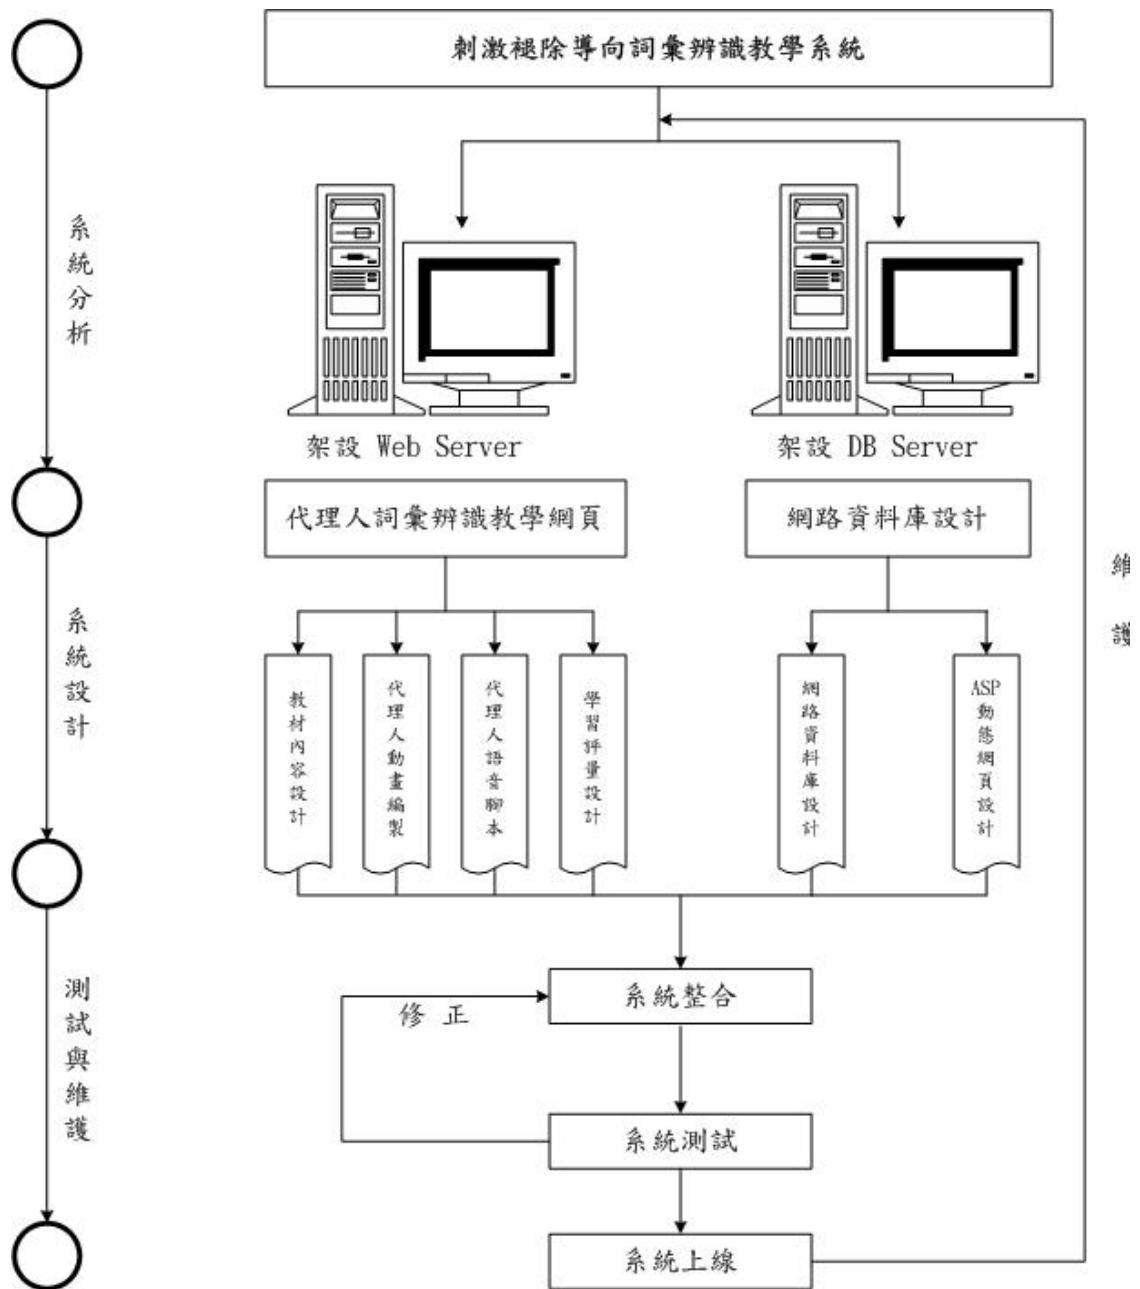 刺激褪除導向詞彙辨識教學系統
系統分析
架設 Web Server
架設 DB Server
代理人詞彙辨識教學網頁
網路資料庫設計
維護
系統設計
教材內容設計
代理人動畫編製
代理人語音腳本
學習評量設計
網路資料庫設計
ASP動態網頁設計
測試與維護
系統整合
修 正
系統測試
系統上線